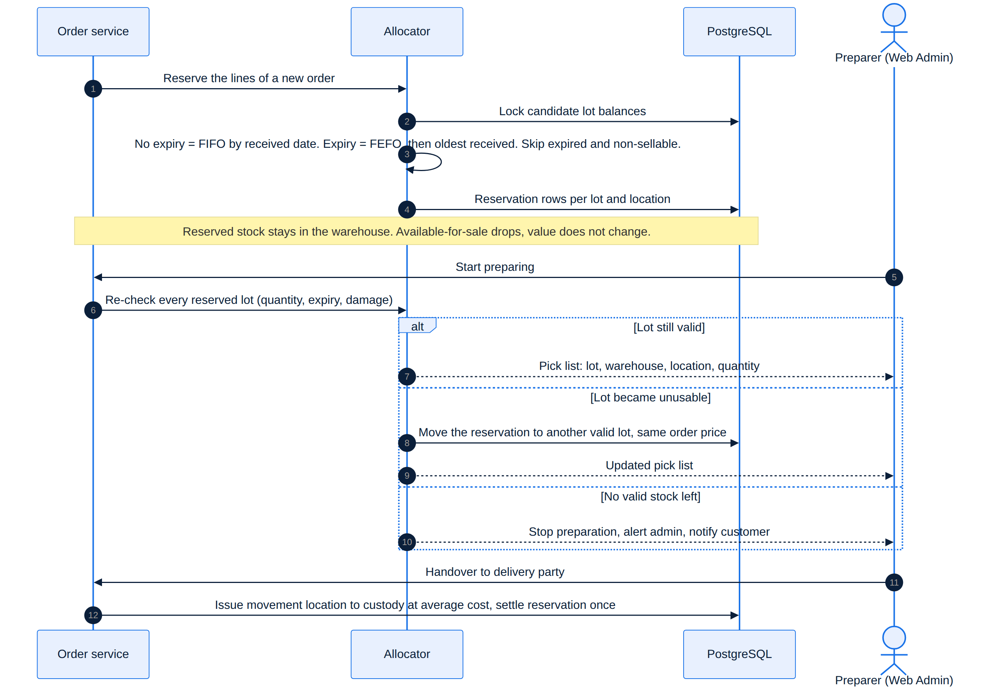 Order service
Allocator
PostgreSQL
Preparer (Web Admin)
Reserve the lines of a new order
1
Lock candidate lot balances
2
No expiry = FIFO by received date. Expiry = FEFO, then oldest received. Skip expired and non-sellable.
3
Reservation rows per lot and location
4
Reserved stock stays in the warehouse. Available-for-sale drops, value does not change.
Start preparing
5
Re-check every reserved lot (quantity, expiry, damage)
6
alt
[Lot still valid]
Pick list: lot, warehouse, location, quantity
7
[Lot became unusable]
Move the reservation to another valid lot, same order price
8
Updated pick list
9
[No valid stock left]
Stop preparation, alert admin, notify customer
10
Handover to delivery party
11
Issue movement location to custody at average cost, settle reservation once
12
Order service
Allocator
PostgreSQL
Preparer (Web Admin)